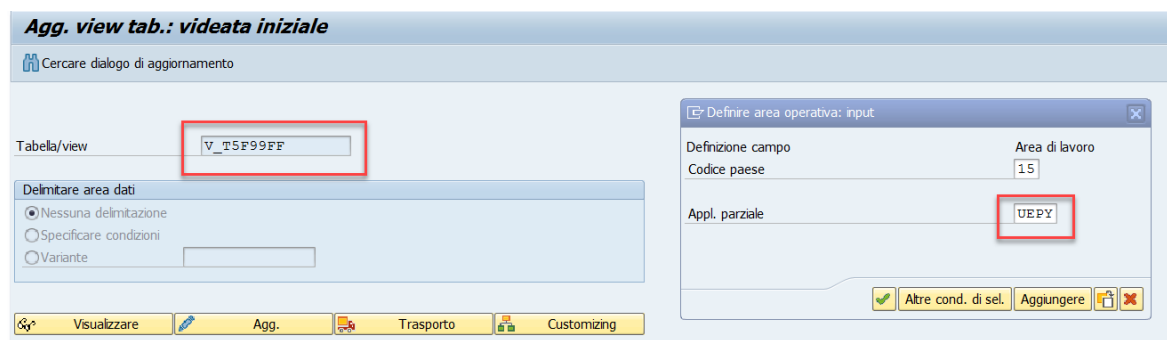 Agg. view tab.: videata iniziale
Cercare dialogo di aggiornamento
Tabella/view V_T5F99FF
Delimitare area dati
Nessuna delimitazione
Specificare condizioni
Variante
Visualizzare Agg. Trasporto Customizing
Definire area operativa: input
Definizione campo Area di lavoro
Codice paese 15
Appl. parziale UEPY
Altre cond. di sel. Aggiungere